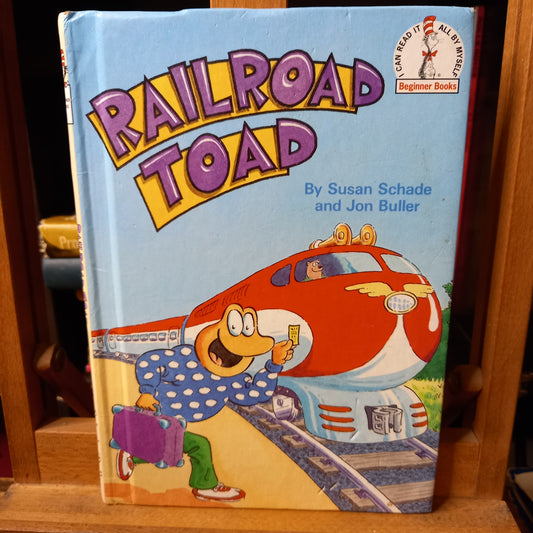 RAILROAD
TOAD
I CAN READ IT ALL BY MYSELF
Beginner Books
By Susan Schade
and Jon Buller